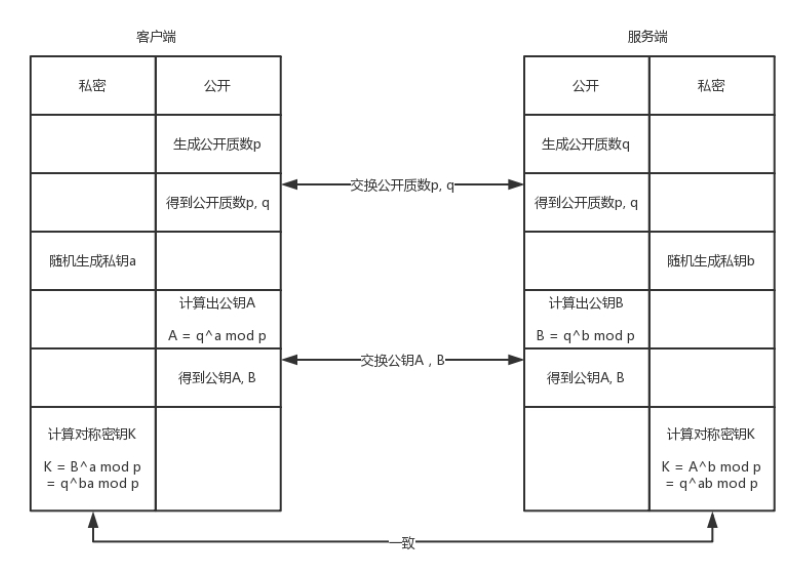 客户端
服务端
私密
公开
公开
私密
生成公开质数p
生成公开质数q
交换公开质数p, q
得到公开质数p, q
得到公开质数p, q
随机生成私钥a
随机生成私钥b
计算出公钥A
A = q^a mod p
计算出公钥B
B = q^b mod p
交换公钥A , B
得到公钥A, B
得到公钥A, B
计算对称密钥K
K = B^a mod p
= q^ba mod p
计算对称密钥K
K = A^b mod p
= q^ab mod p
一致